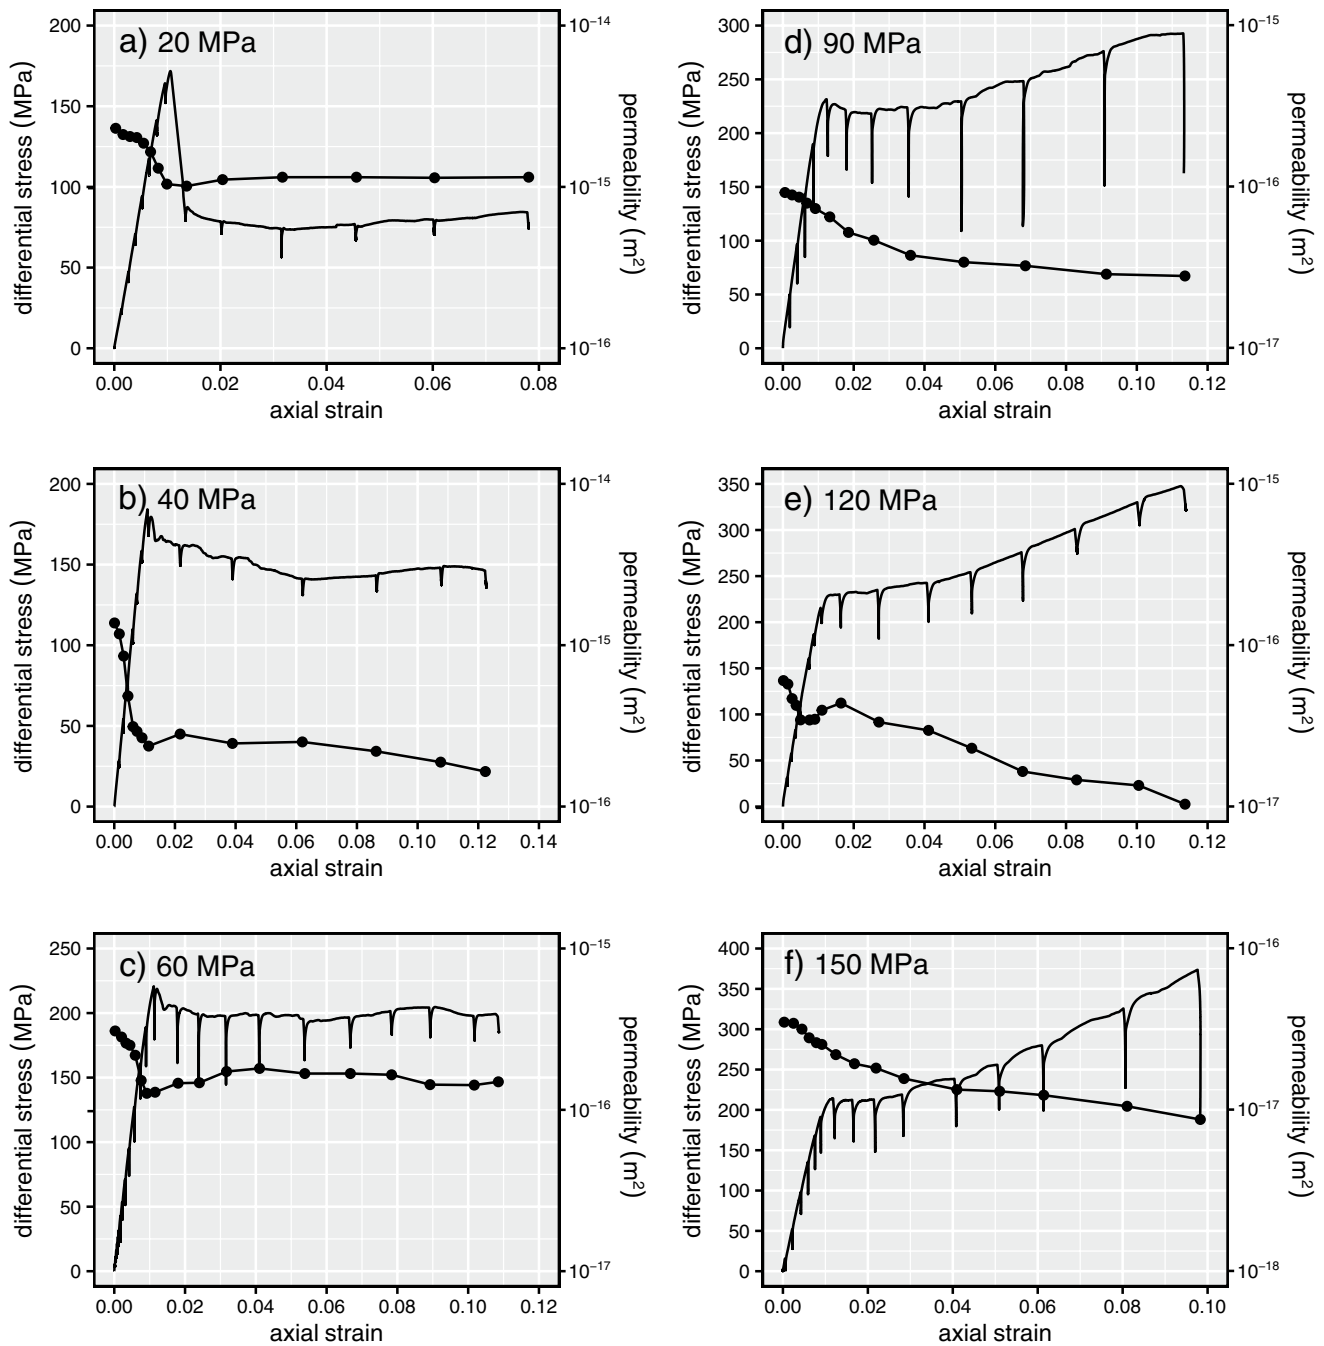 a) 20 MPa
200
150
100
50
0
differential stress (MPa)
10⁻¹⁴
10⁻¹⁵
10⁻¹⁶
permeability (m²)
0.00 0.02 0.04 0.06 0.08
axial strain
d) 90 MPa
300
250
200
150
100
50
0
differential stress (MPa)
10⁻¹⁵
10⁻¹⁶
10⁻¹⁷
permeability (m²)
0.00 0.02 0.04 0.06 0.08 0.10 0.12
axial strain
b) 40 MPa
200
150
100
50
0
differential stress (MPa)
10⁻¹⁴
10⁻¹⁵
10⁻¹⁶
permeability (m²)
0.00 0.02 0.04 0.06 0.08 0.10 0.12 0.14
axial strain
e) 120 MPa
350
300
250
200
150
100
50
0
differential stress (MPa)
10⁻¹⁵
10⁻¹⁶
10⁻¹⁷
permeability (m²)
0.00 0.02 0.04 0.06 0.08 0.10 0.12
axial strain
c) 60 MPa
250
200
150
100
50
0
differential stress (MPa)
10⁻¹⁵
10⁻¹⁶
10⁻¹⁷
permeability (m²)
0.00 0.02 0.04 0.06 0.08 0.10 0.12
axial strain
f) 150 MPa
400
350
300
250
200
150
100
50
0
differential stress (MPa)
10⁻¹⁶
10⁻¹⁷
10⁻¹⁸
permeability (m²)
0.00 0.02 0.04 0.06 0.08 0.10
axial strain